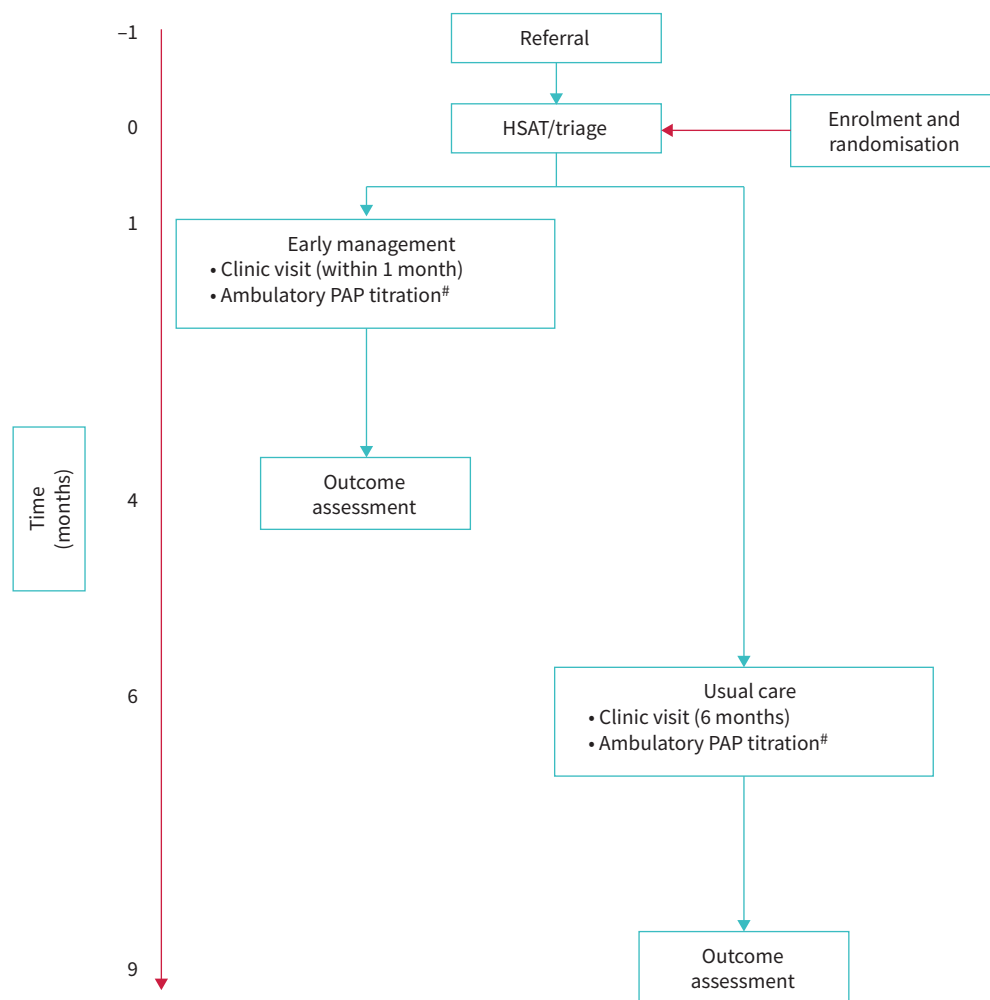 –1
Referral
0
HSAT/triage
Enrolment and
randomisation
1
Early management
• Clinic visit (within 1 month)
• Ambulatory PAP titration#
Time
(months)
4
Outcome
assessment
6
Usual care
• Clinic visit (6 months)
• Ambulatory PAP titration#
9
Outcome
assessment